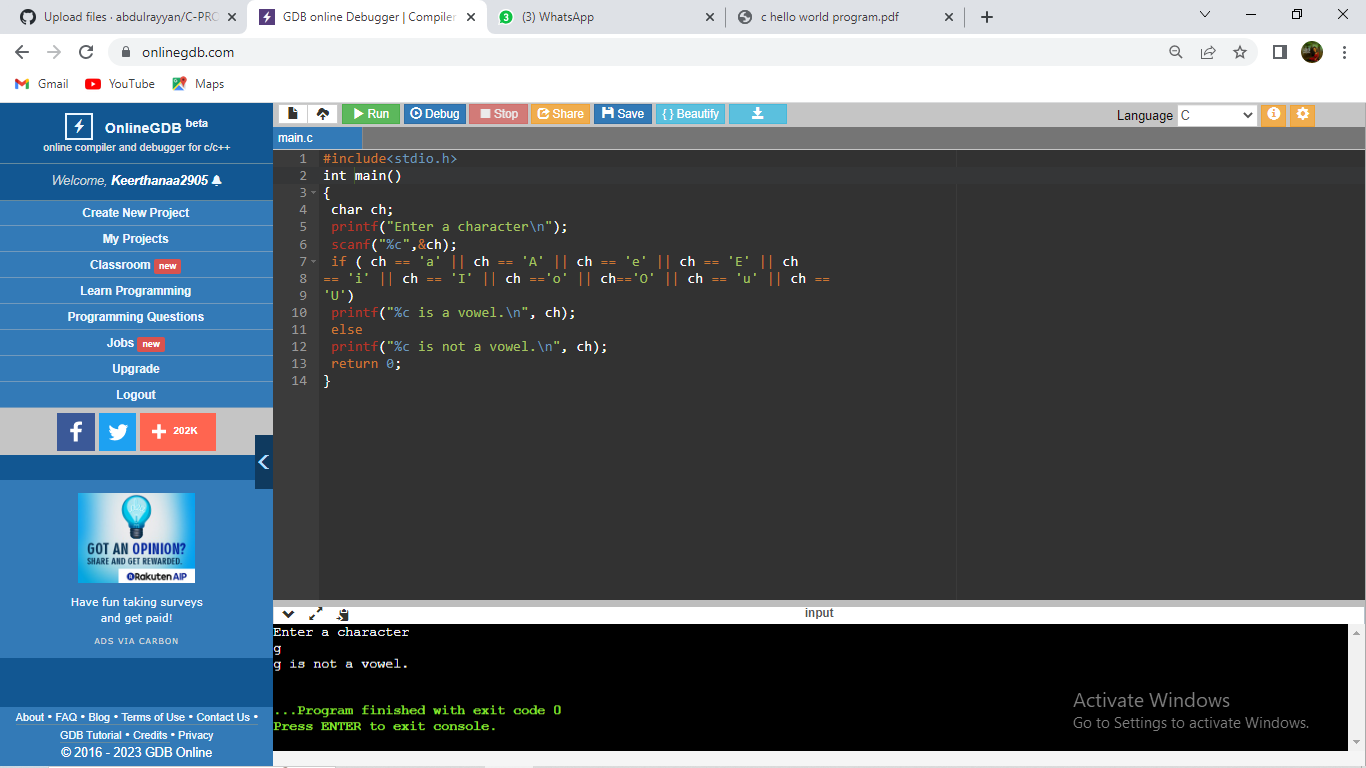 Upload files · abdulrayyan/C-PRC
GDB online Debugger | Compiler
(3) WhatsApp
c hello world program.pdf
onlinegdb.com
Gmail
YouTube
Maps
OnlineGDB beta
online compiler and debugger for c/c++
Welcome, Keerthanaa2905
Create New Project
My Projects
Classroom new
Learn Programming
Programming Questions
Jobs new
Upgrade
Logout
202K
GOT AN OPINION?
SHARE AND GET REWARDED.
Rakuten AIP
Have fun taking surveys
and get paid!
ADS VIA CARBON
About • FAQ • Blog • Terms of Use • Contact Us •
GDB Tutorial • Credits • Privacy
© 2016 - 2023 GDB Online
Run Debug Stop Share Save { } Beautify
Language C
main.c
1 #include<stdio.h>
2 int main()
3 {
4 char ch;
5 printf("Enter a character\n");
6 scanf("%c",&ch);
7 if ( ch == 'a' || ch == 'A' || ch == 'e' || ch == 'E' || ch
8 == 'i' || ch == 'I' || ch =='o' || ch=='O' || ch == 'u' || ch ==
9 'U')
10 printf("%c is a vowel.\n", ch);
11 else
12 printf("%c is not a vowel.\n", ch);
13 return 0;
14 }
input
Enter a character
g
g is not a vowel.
...Program finished with exit code 0
Press ENTER to exit console.
Activate Windows
Go to Settings to activate Windows.